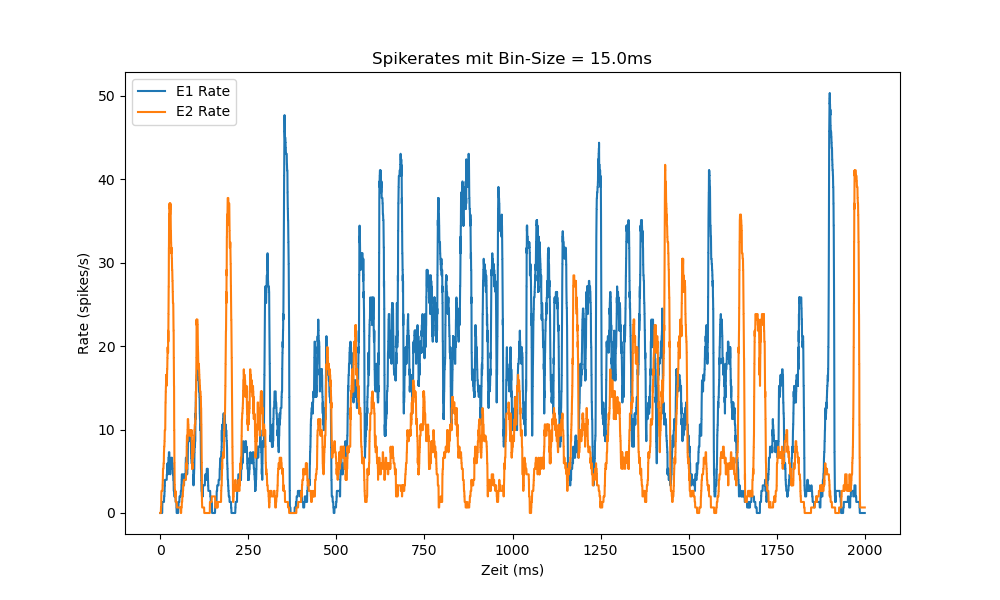 Spikerates mit Bin-Size = 15.0ms
E1 Rate
E2 Rate
50
40
30
20
10
0
Rate (spikes/s)
0 250 500 750 1000 1250 1500 1750 2000
Zeit (ms)